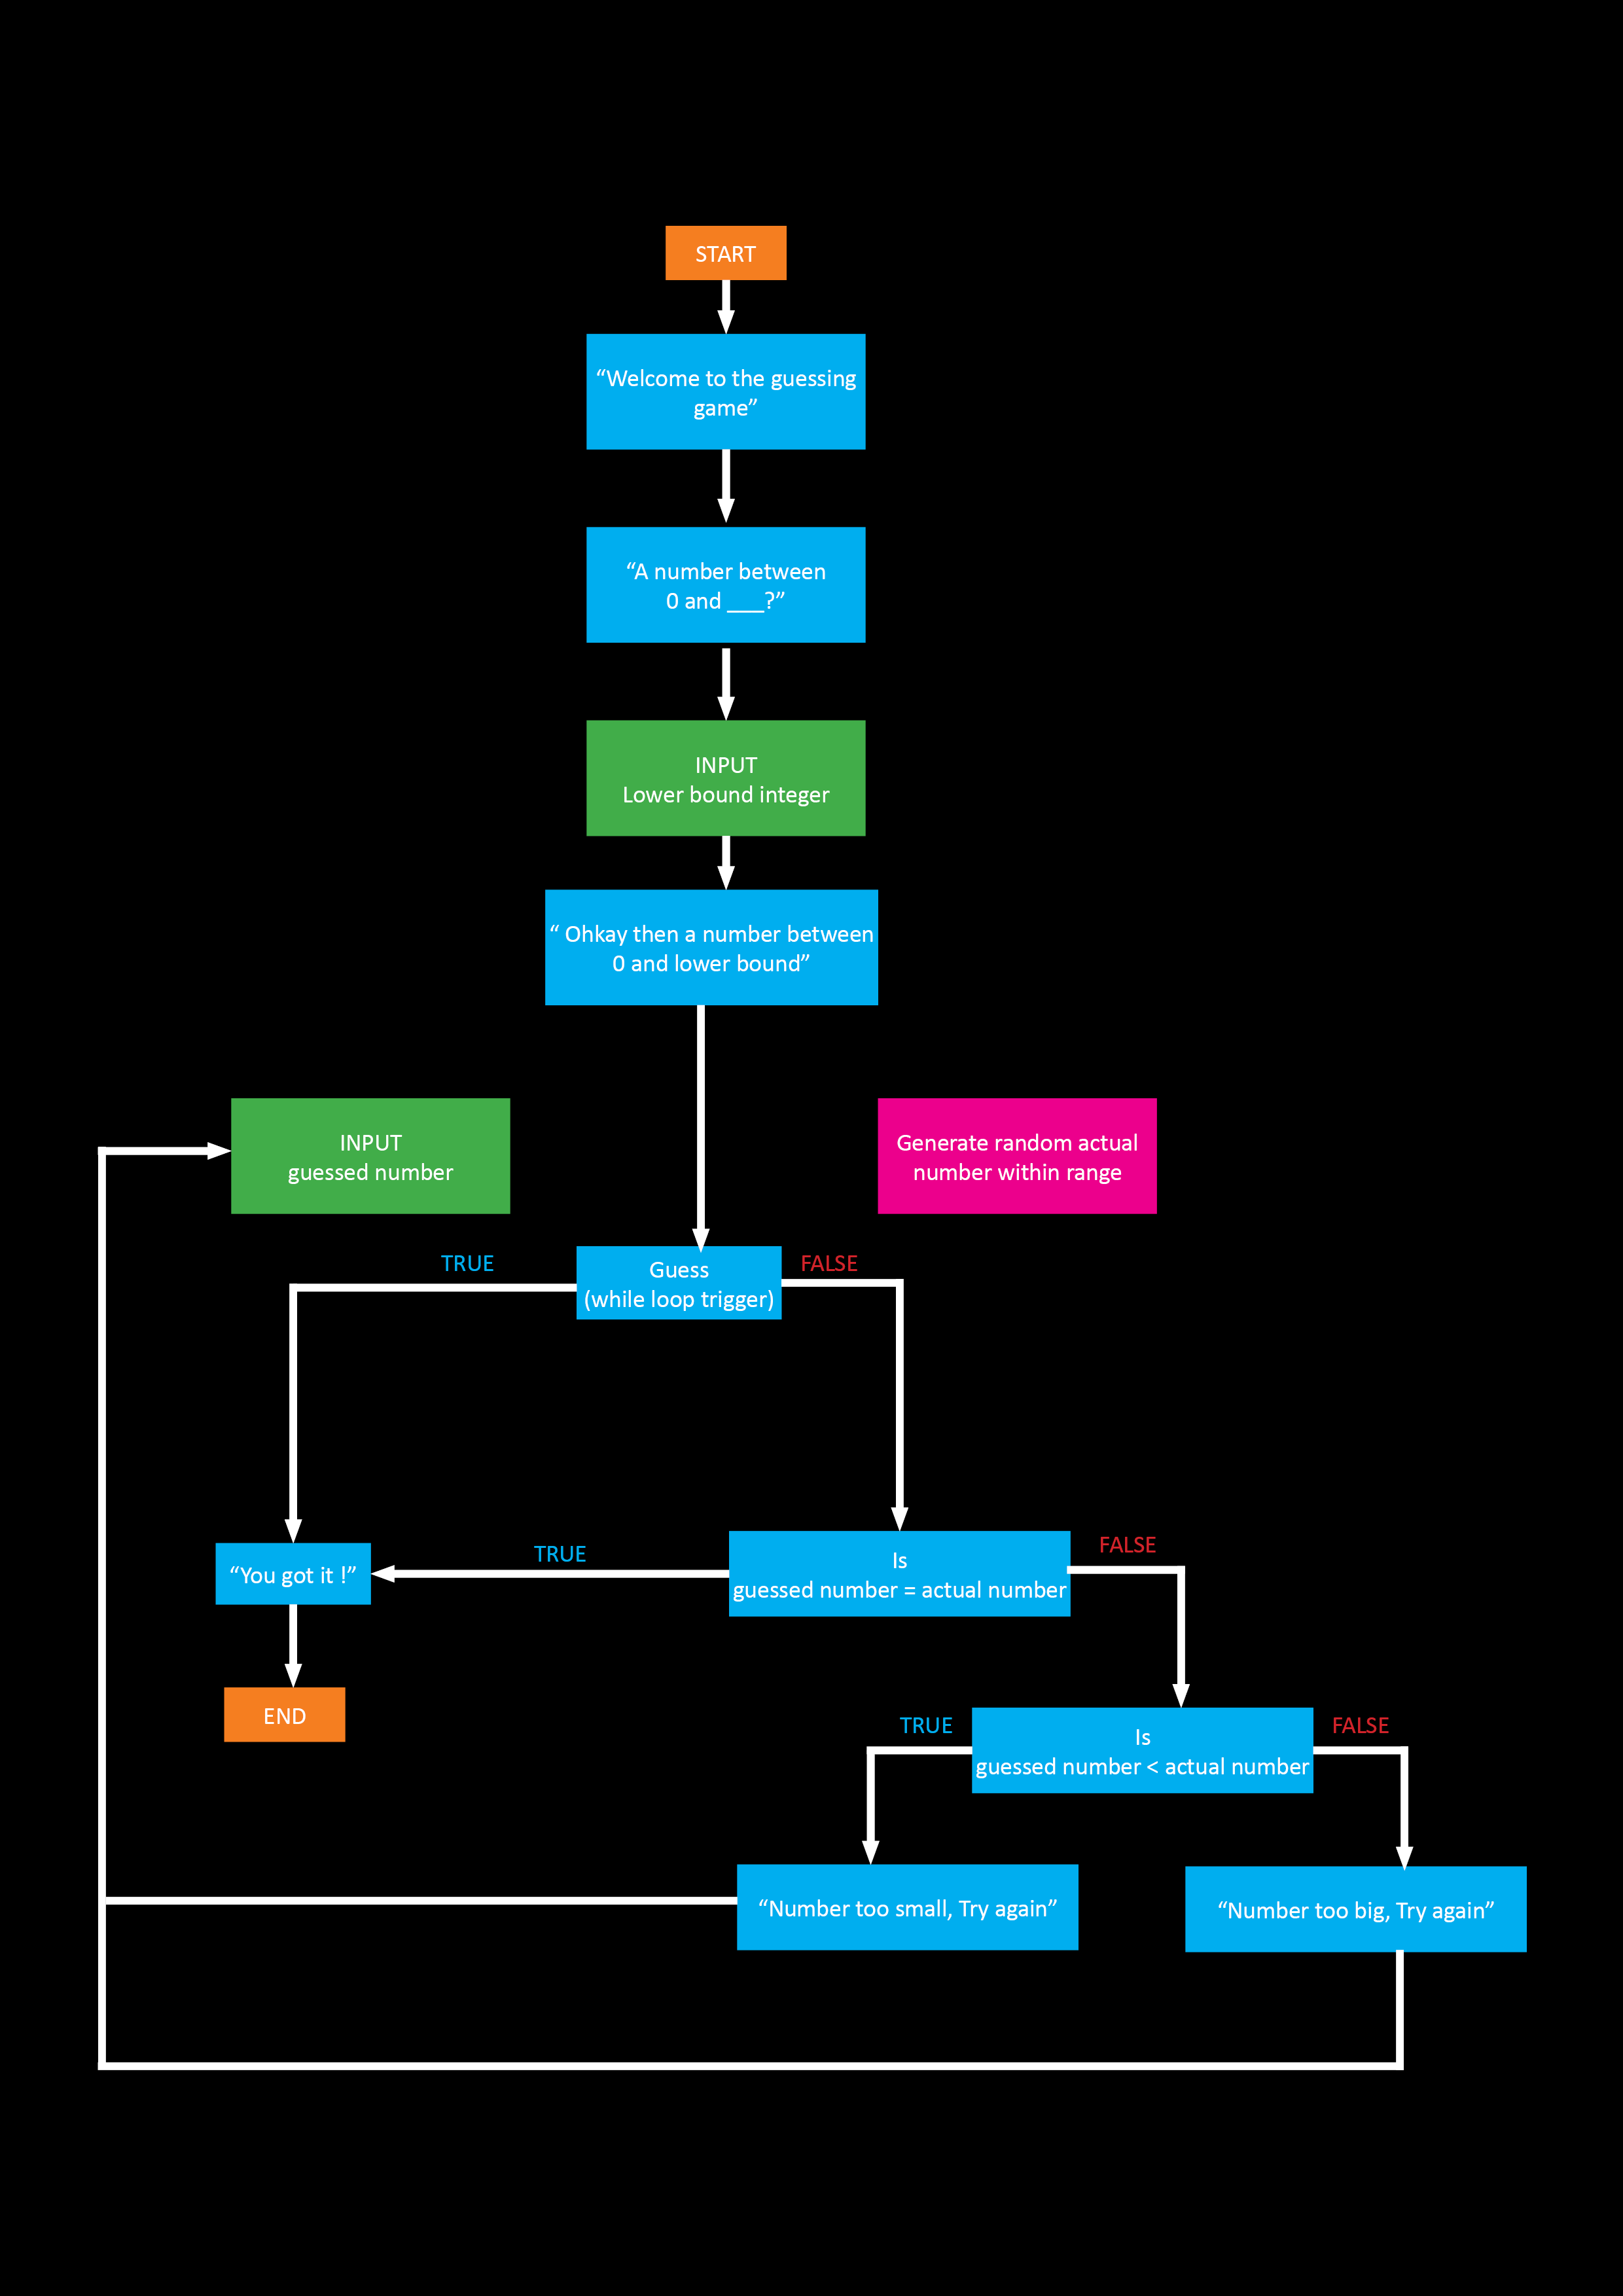 START
“Welcome to the guessing
game”
“A number between
0 and ___?”
INPUT
Lower bound integer
“ Ohkay then a number between
0 and lower bound”
INPUT
guessed number
Generate random actual
number within range
TRUE
Guess
(while loop trigger)
FALSE
“You got it !”
TRUE
Is
guessed number = actual number
FALSE
END
TRUE
Is
guessed number < actual number
FALSE
“Number too small, Try again”
“Number too big, Try again”